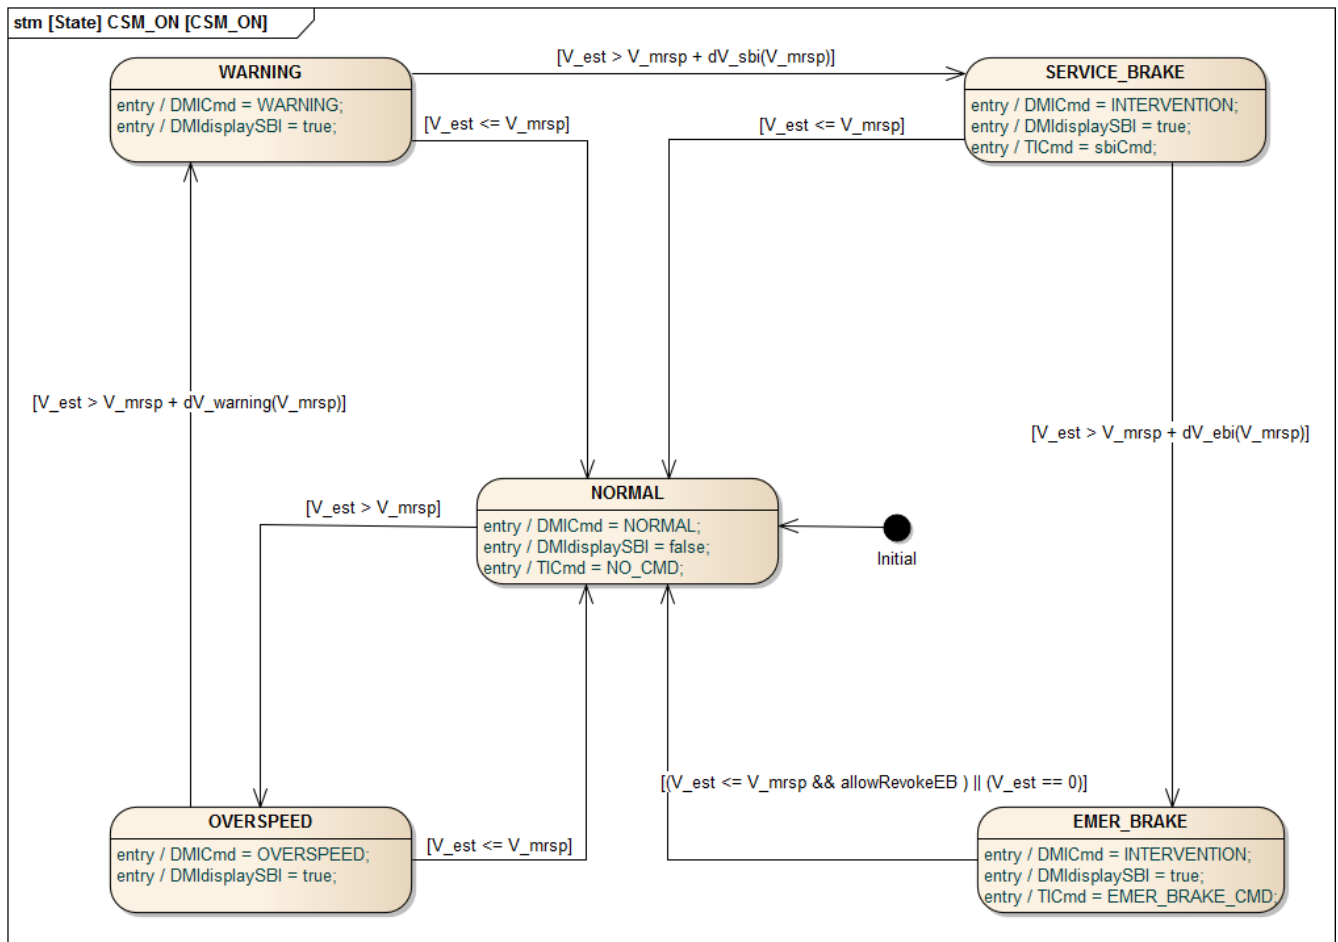 stm [State] CSM_ON [CSM_ON]
[V_est > V_mrsp + dV_sbi(V_mrsp)]
WARNING
entry / DMICmd = WARNING;
entry / DMIdisplaySBI = true;
SERVICE_BRAKE
entry / DMICmd = INTERVENTION;
entry / DMIdisplaySBI = true;
entry / TICmd = sbiCmd;
[V_est <= V_mrsp]
[V_est <= V_mrsp]
[V_est > V_mrsp + dV_warning(V_mrsp)]
[V_est > V_mrsp + dV_ebi(V_mrsp)]
[V_est > V_mrsp]
NORMAL
entry / DMICmd = NORMAL;
entry / DMIdisplaySBI = false;
entry / TICmd = NO_CMD;
Initial
[(V_est <= V_mrsp && allowRevokeEB ) || (V_est == 0)]
OVERSPEED
entry / DMICmd = OVERSPEED;
entry / DMIdisplaySBI = true;
[V_est <= V_mrsp]
EMER_BRAKE
entry / DMICmd = INTERVENTION;
entry / DMIdisplaySBI = true;
entry / TICmd = EMER_BRAKE_CMD;